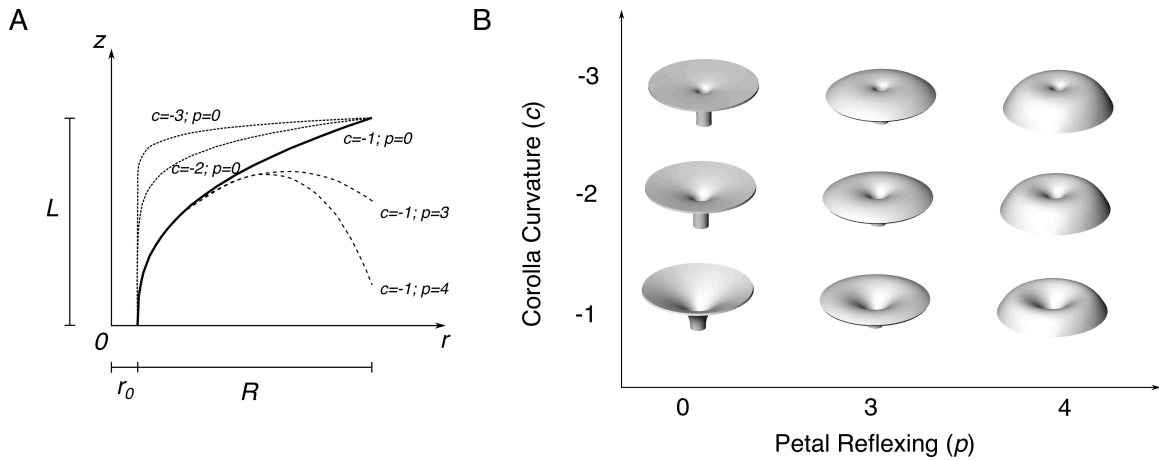 A
z
c=-3; p=0
c=-1; p=0
c=-2; p=0
L
c=-1; p=3
c=-1; p=4
0
r
r0
R
B
Corolla Curvature (c)
-3
-2
-1
0
3
4
Petal Reflexing (p)